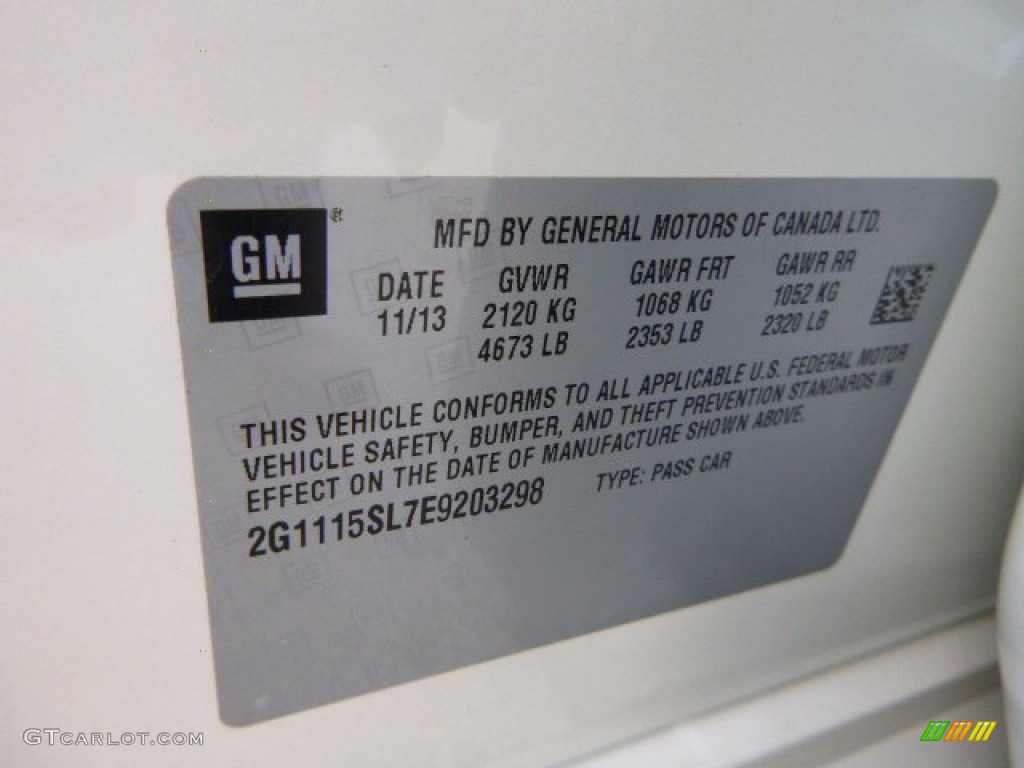 GM ®
MFD BY GENERAL MOTORS OF CANADA LTD.
DATE GVWR GAWR FRT GAWR RR
11/13 2120 KG 1068 KG 1052 KG
4673 LB 2353 LB 2320 LB
THIS VEHICLE CONFORMS TO ALL APPLICABLE U.S. FEDERAL MOTOR
VEHICLE SAFETY, BUMPER, AND THEFT PREVENTION STANDARDS IN
EFFECT ON THE DATE OF MANUFACTURE SHOWN ABOVE.
2G1115SL7E9203298 TYPE: PASS CAR
GTCARLOT.COM